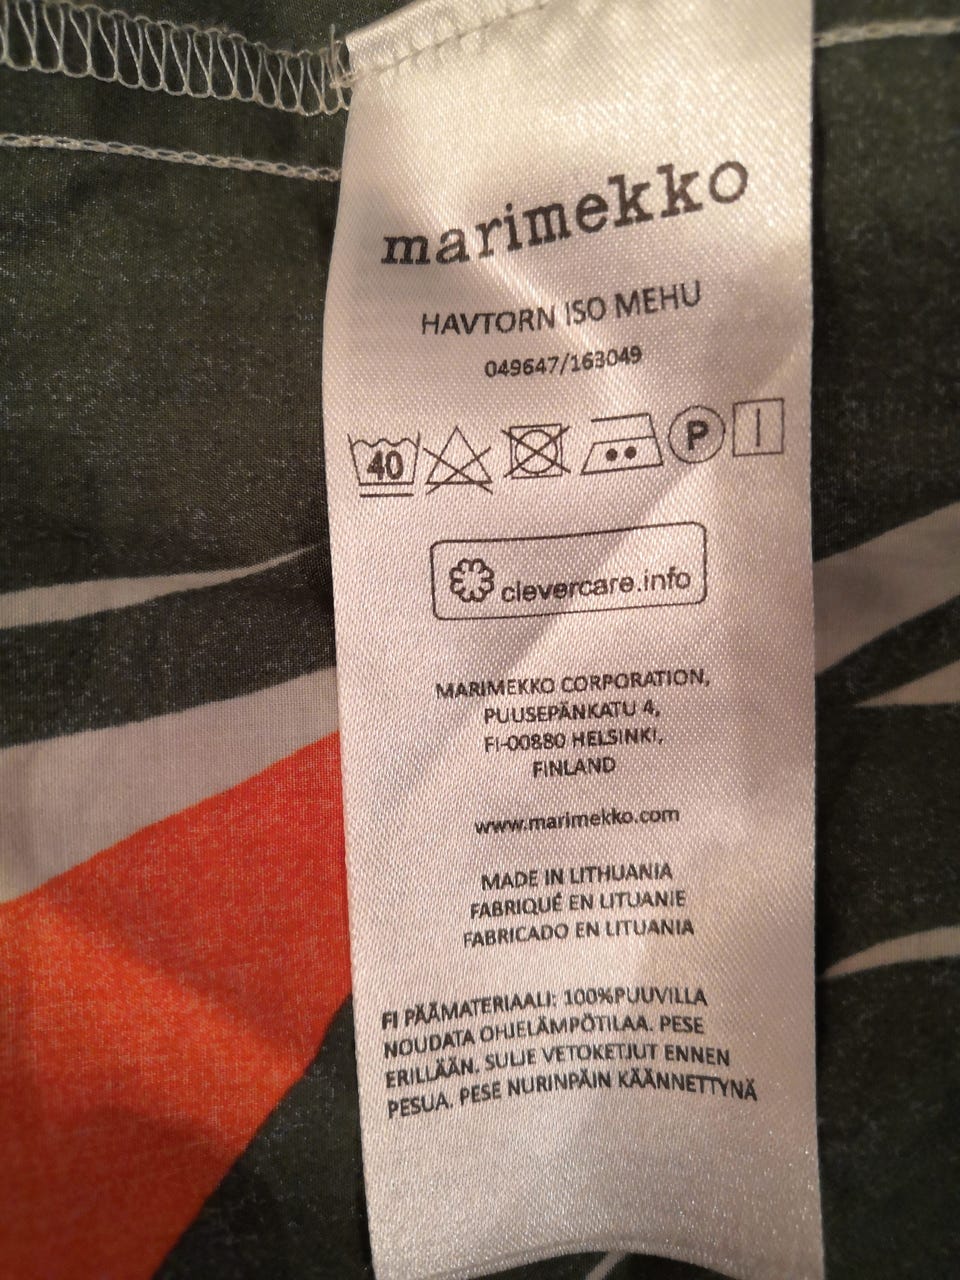 marimekko
HAVTORN ISO MEHU
049647/163049
40 P
clevercare.info
MARIMEKKO CORPORATION,
PUUSEPÄNKATU 4,
FI-00880 HELSINKI,
FINLAND
www.marimekko.com
MADE IN LITHUANIA
FABRIQUÉ EN LITUANIE
FABRICADO EN LITUANIA
FI PÄÄMATERIAALI: 100%PUUVILLA
NOUDATA OHJELÄMPÖTILAA. PESE
ERILLÄÄN. SULJE VETOKETJUT ENNEN
PESUA. PESE NURINPÄIN KÄÄNNETTYNÄ